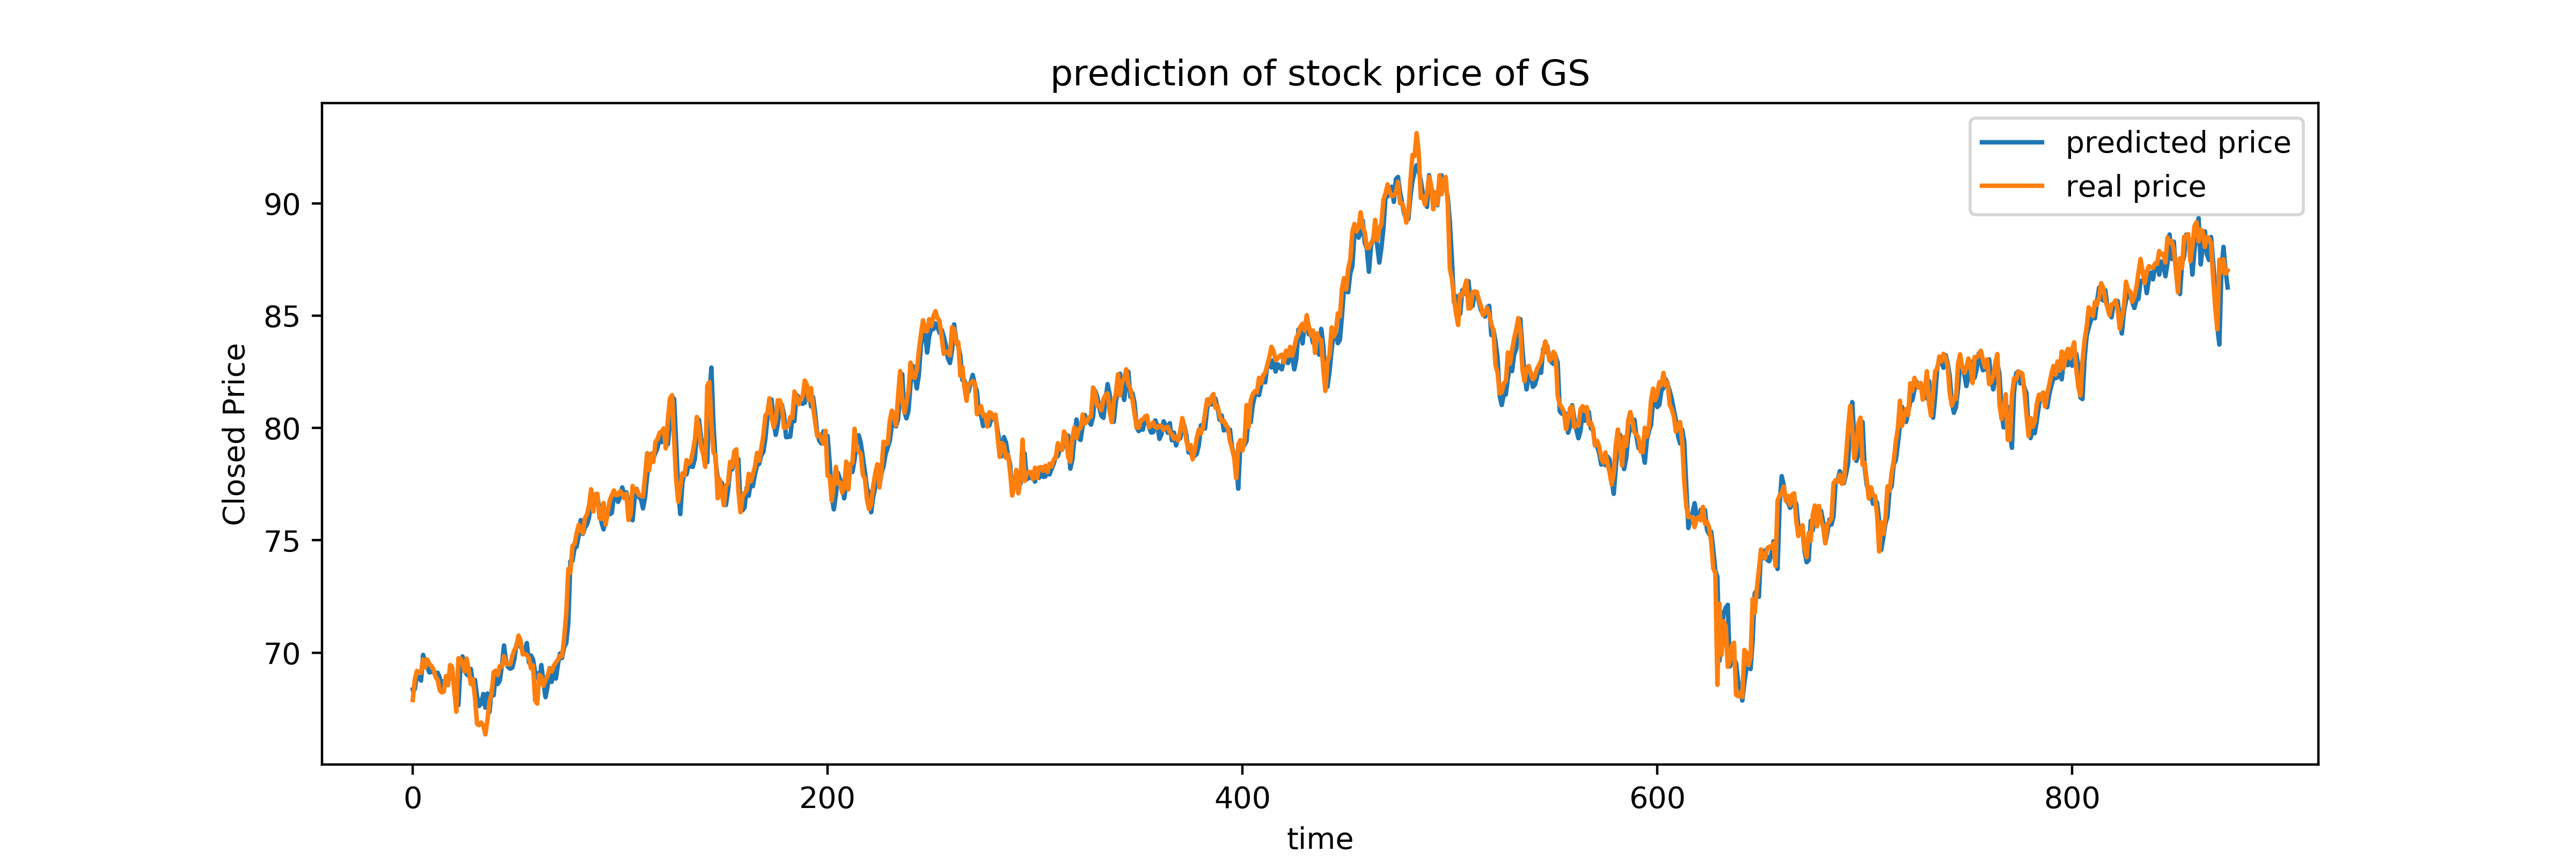 prediction of stock price of GS
predicted price
real price
Closed Price
90
85
80
75
70
0 200 400 600 800
time